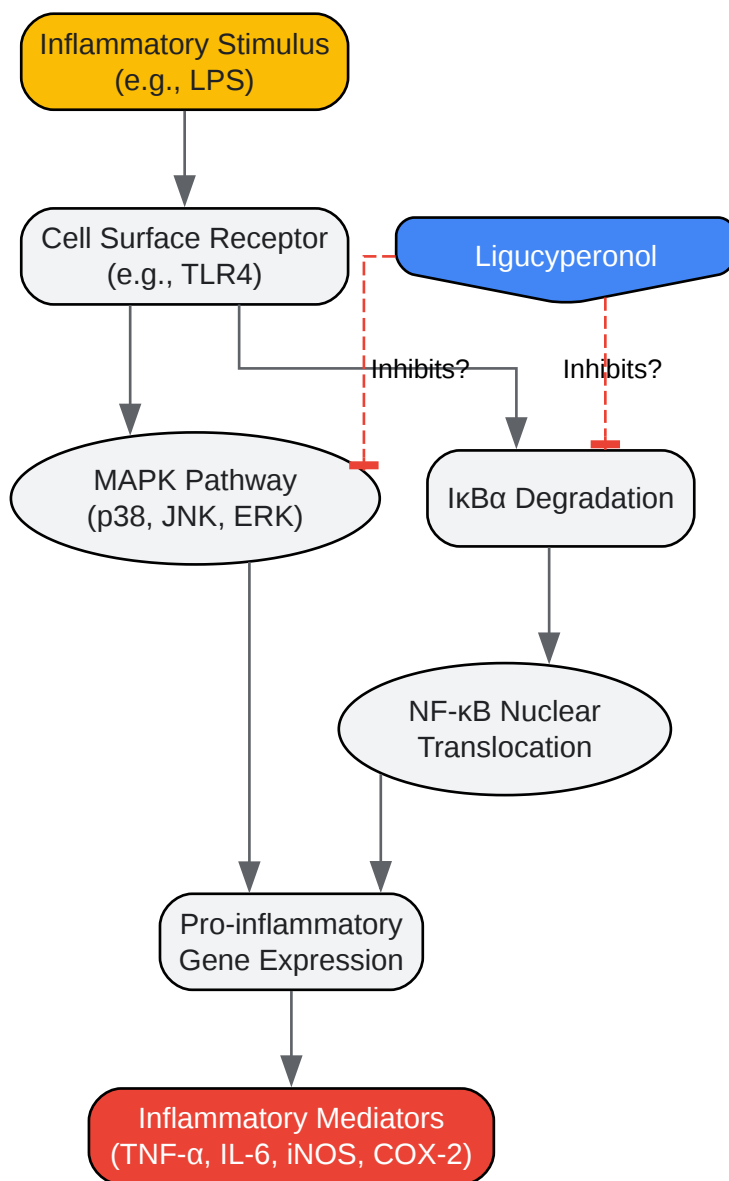 Inflammatory Stimulus
(e.g., LPS)
Cell Surface Receptor
(e.g., TLR4)
Ligucyperonol
Inhibits?
Inhibits?
MAPK Pathway
(p38, JNK, ERK)
IκBα Degradation
NF-κB Nuclear
Translocation
Pro-inflammatory
Gene Expression
Inflammatory Mediators
(TNF-α, IL-6, iNOS, COX-2)